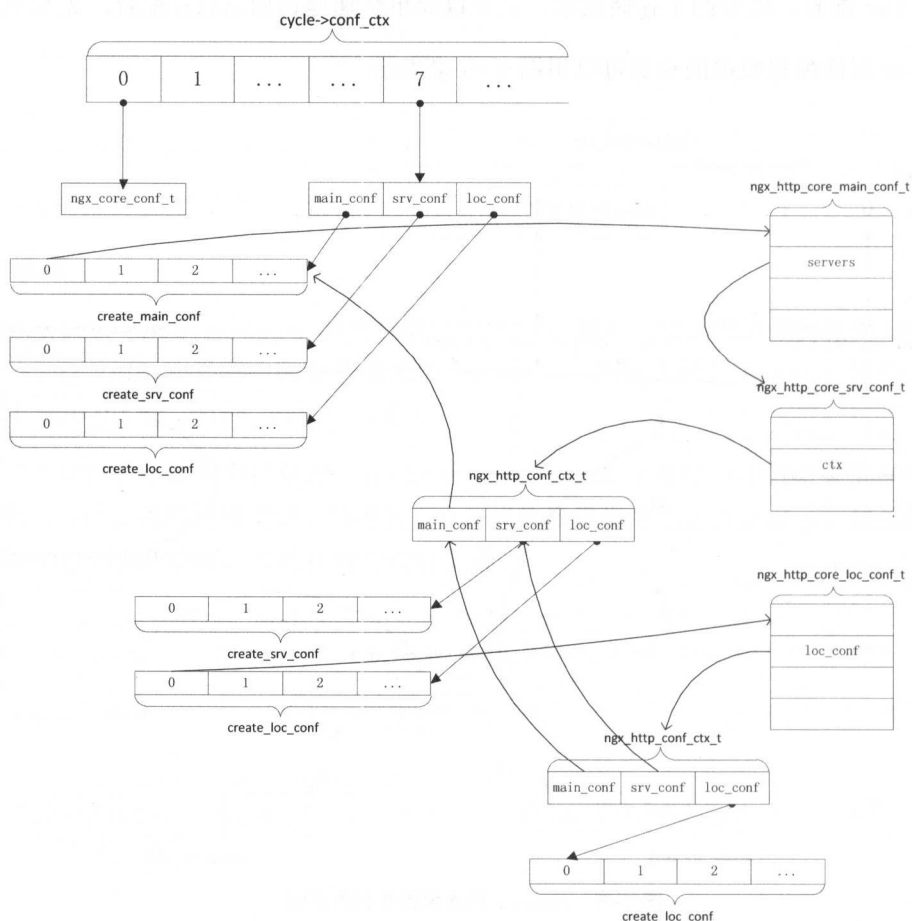 cycle->conf_ctx
0 1 ... ... 7 ...
ngx_core_conf_t
main_conf srv_conf loc_conf
ngx_http_core_main_conf_t
servers
0 1 2 ...
create_main_conf
0 1 2 ...
create_srv_conf
0 1 2 ...
create_loc_conf
ngx_http_core_srv_conf_t
ctx
ngx_http_conf_ctx_t
main_conf srv_conf loc_conf
ngx_http_core_loc_conf_t
loc_conf
0 1 2 ...
create_srv_conf
0 1 2 ...
create_loc_conf
ngx_http_conf_ctx_t
main_conf srv_conf loc_conf
0 1 2 ...
create_loc_conf